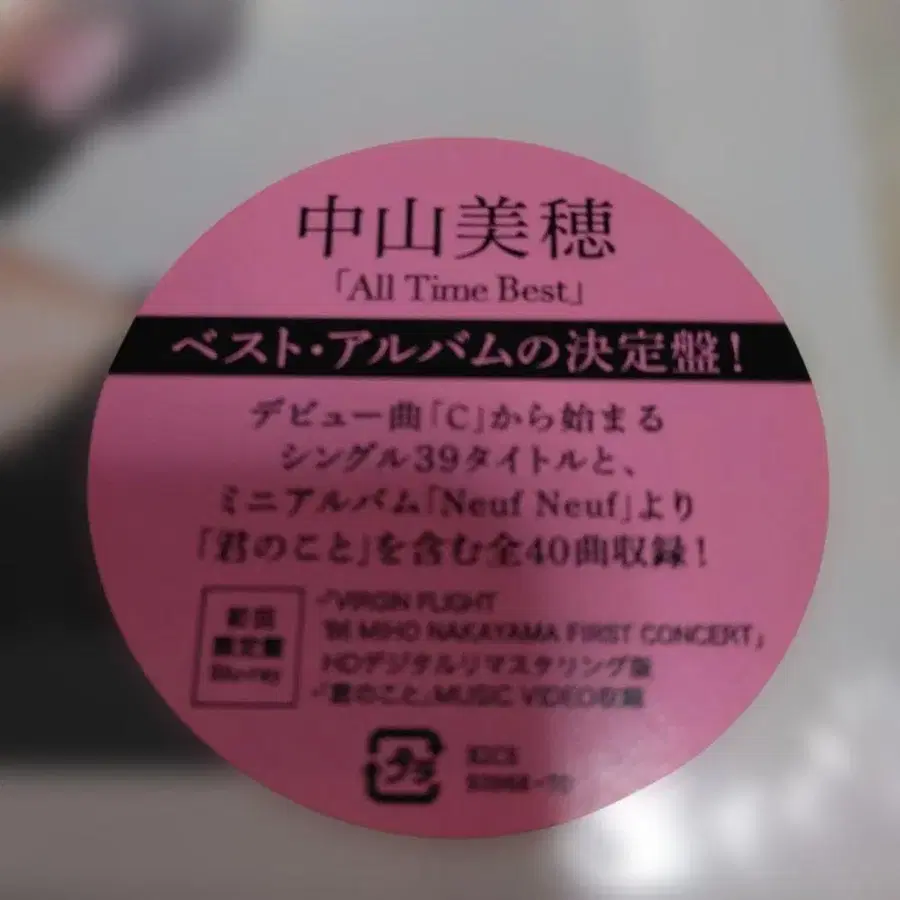 中山美穂
「All Time Best」
ベスト・アルバムの決定盤!
デビュー曲「C」から始まる
シングル39タイトルと、
ミニアルバム「Neuf Neuf」より
「君のこと」を含む全40曲収録!
初回
限定盤
Blu-ray
・「VIRGIN FLIGHT
'86 MIHO NAKAYAMA FIRST CONCERT」
HDデジタルリマスタリング版
・「君のこと」MUSIC VIDEO収録
プラ
KICS